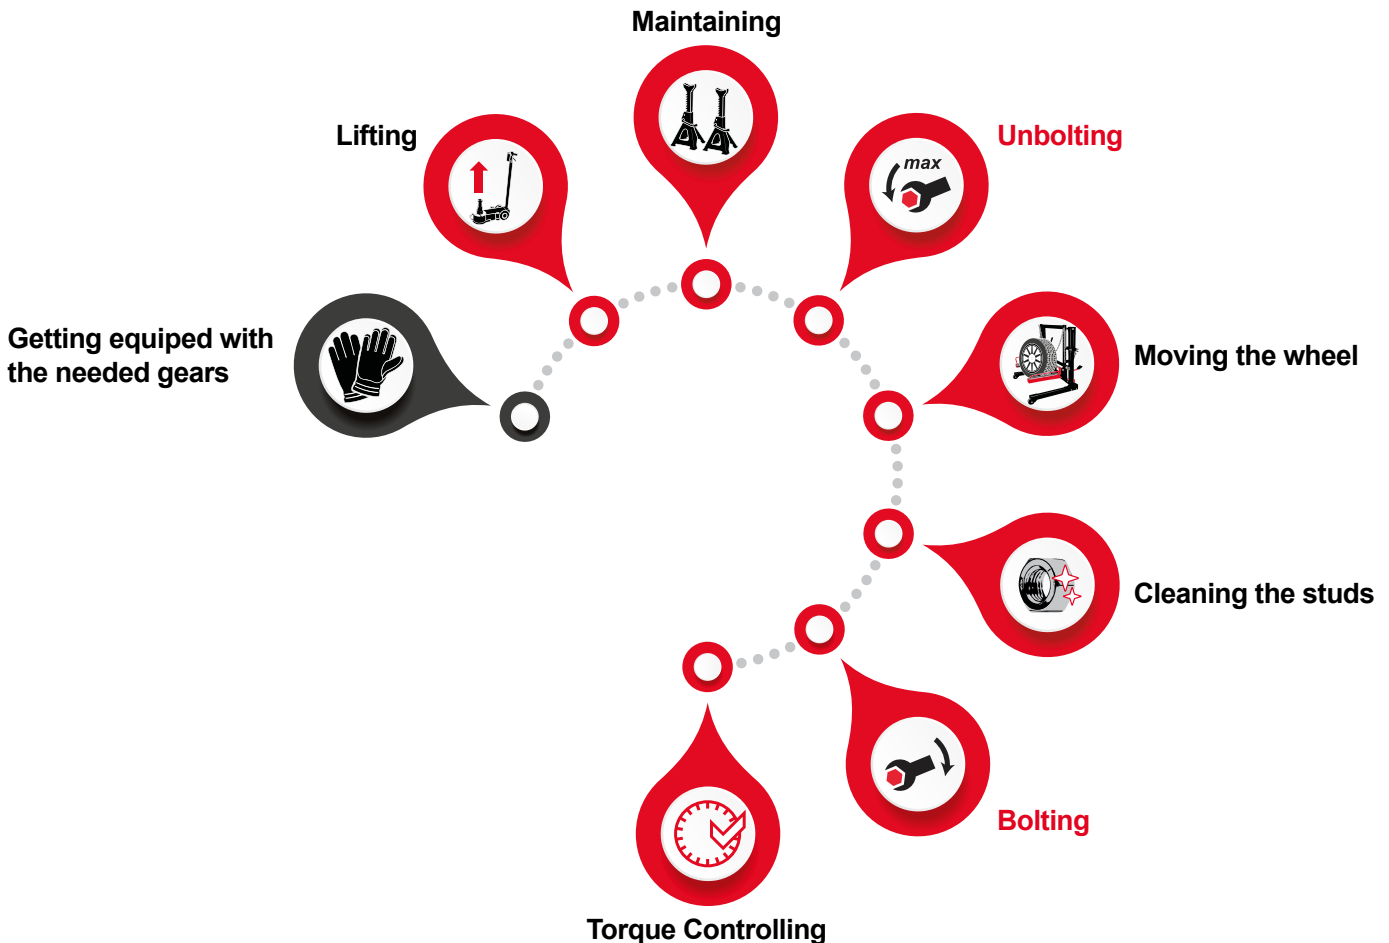 Maintaining
Lifting
Unbolting
max
Getting equiped with
the needed gears
Moving the wheel
Cleaning the studs
Bolting
Torque Controlling